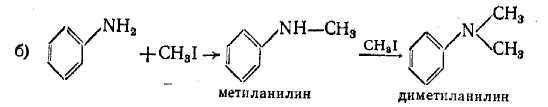 б) NH₂ + CH₃I → NH—CH₃ CH₃I → N CH₃ CH₃
метиланилин диметиланилин